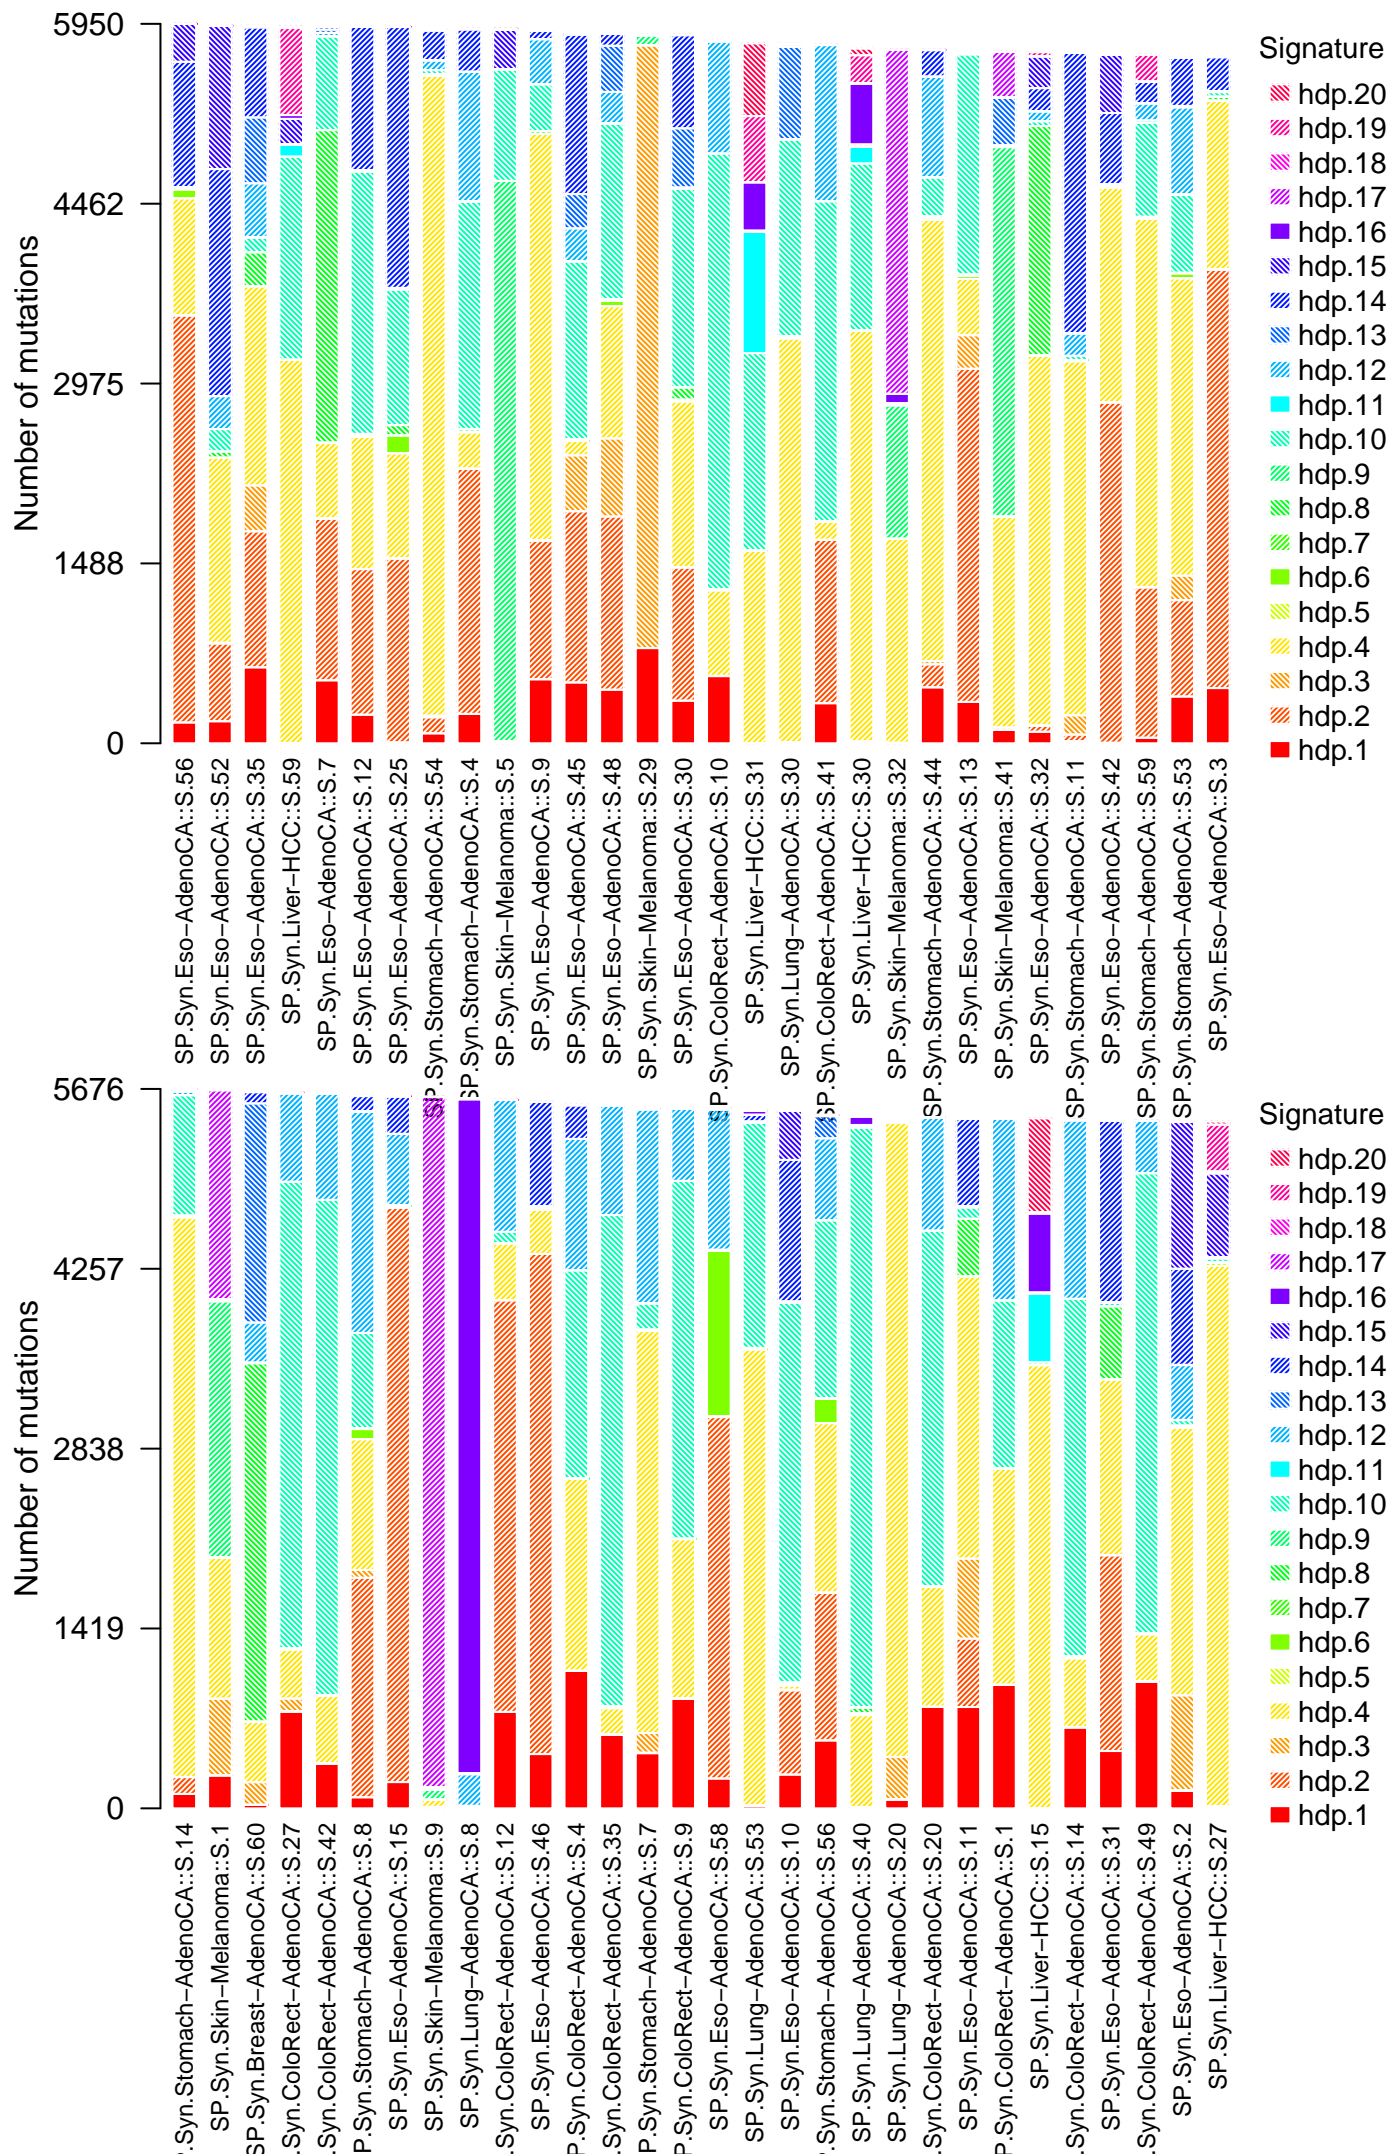 5950
4462
2975
1488
0
Number of mutations
Signature
hdp.20
hdp.19
hdp.18
hdp.17
hdp.16
hdp.15
hdp.14
hdp.13
hdp.12
hdp.11
hdp.10
hdp.9
hdp.8
hdp.7
hdp.6
hdp.5
hdp.4
hdp.3
hdp.2
hdp.1
SP.Syn.Eso−AdenoCA::S.56
SP.Syn.Eso−AdenoCA::S.52
SP.Syn.Eso−AdenoCA::S.35
SP.Syn.Liver−HCC::S.59
SP.Syn.Eso−AdenoCA::S.7
SP.Syn.Eso−AdenoCA::S.12
SP.Syn.Eso−AdenoCA::S.25
SP.Syn.Stomach−AdenoCA::S.54
SP.Syn.Stomach−AdenoCA::S.4
SP.Syn.Skin−Melanoma::S.5
SP.Syn.Eso−AdenoCA::S.9
SP.Syn.Eso−AdenoCA::S.45
SP.Syn.Eso−AdenoCA::S.48
SP.Syn.Skin−Melanoma::S.29
SP.Syn.Eso−AdenoCA::S.30
SP.Syn.ColoRect−AdenoCA::S.10
SP.Syn.Liver−HCC::S.31
SP.Syn.Lung−AdenoCA::S.30
SP.Syn.ColoRect−AdenoCA::S.41
SP.Syn.Liver−HCC::S.30
SP.Syn.Skin−Melanoma::S.32
SP.Syn.Stomach−AdenoCA::S.44
SP.Syn.Eso−AdenoCA::S.13
SP.Syn.Skin−Melanoma::S.41
SP.Syn.Eso−AdenoCA::S.32
SP.Syn.Stomach−AdenoCA::S.11
SP.Syn.Eso−AdenoCA::S.42
SP.Syn.Stomach−AdenoCA::S.59
SP.Syn.Stomach−AdenoCA::S.53
SP.Syn.Eso−AdenoCA::S.3
5676
4257
2838
1419
0
Number of mutations
Signature
hdp.20
hdp.19
hdp.18
hdp.17
hdp.16
hdp.15
hdp.14
hdp.13
hdp.12
hdp.11
hdp.10
hdp.9
hdp.8
hdp.7
hdp.6
hdp.5
hdp.4
hdp.3
hdp.2
hdp.1
P.Syn.Stomach−AdenoCA::S.14
SP.Syn.Skin−Melanoma::S.1
SP.Syn.Breast−AdenoCA::S.60
.Syn.ColoRect−AdenoCA::S.27
.Syn.ColoRect−AdenoCA::S.42
P.Syn.Stomach−AdenoCA::S.8
SP.Syn.Eso−AdenoCA::S.15
SP.Syn.Skin−Melanoma::S.9
SP.Syn.Lung−AdenoCA::S.8
.Syn.ColoRect−AdenoCA::S.12
SP.Syn.Eso−AdenoCA::S.46
P.Syn.ColoRect−AdenoCA::S.4
.Syn.ColoRect−AdenoCA::S.35
SP.Syn.Stomach−AdenoCA::S.7
P.Syn.ColoRect−AdenoCA::S.9
SP.Syn.Eso−AdenoCA::S.58
SP.Syn.Lung−AdenoCA::S.53
SP.Syn.Eso−AdenoCA::S.10
P.Syn.Stomach−AdenoCA::S.56
SP.Syn.Lung−AdenoCA::S.40
SP.Syn.Lung−AdenoCA::S.20
.Syn.ColoRect−AdenoCA::S.20
SP.Syn.Eso−AdenoCA::S.11
P.Syn.ColoRect−AdenoCA::S.1
SP.Syn.Liver−HCC::S.15
.Syn.ColoRect−AdenoCA::S.14
SP.Syn.Eso−AdenoCA::S.31
.Syn.ColoRect−AdenoCA::S.49
SP.Syn.Eso−AdenoCA::S.2
SP.Syn.Liver−HCC::S.27